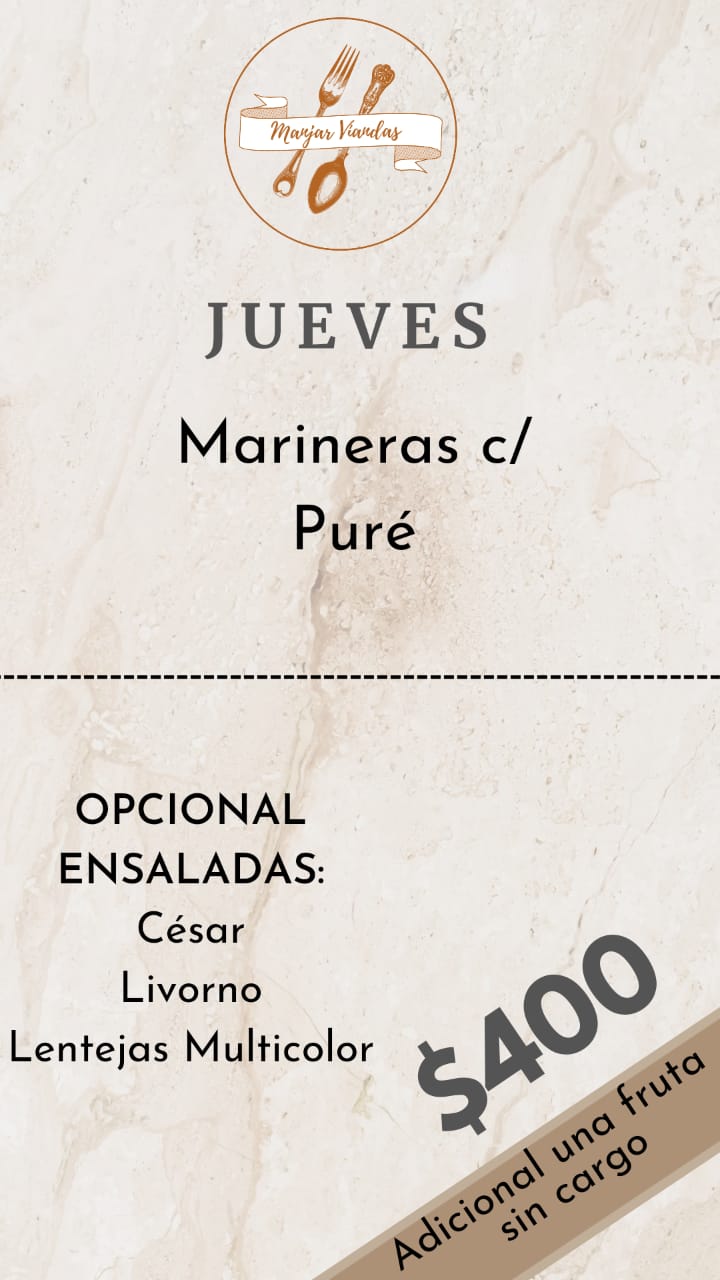 Manjar Viandas
JUEVES
Marineras c/
Puré
OPCIONAL
ENSALADAS:
César
Livorno
Lentejas Multicolor
$400
Adicional una fruta
sin cargo